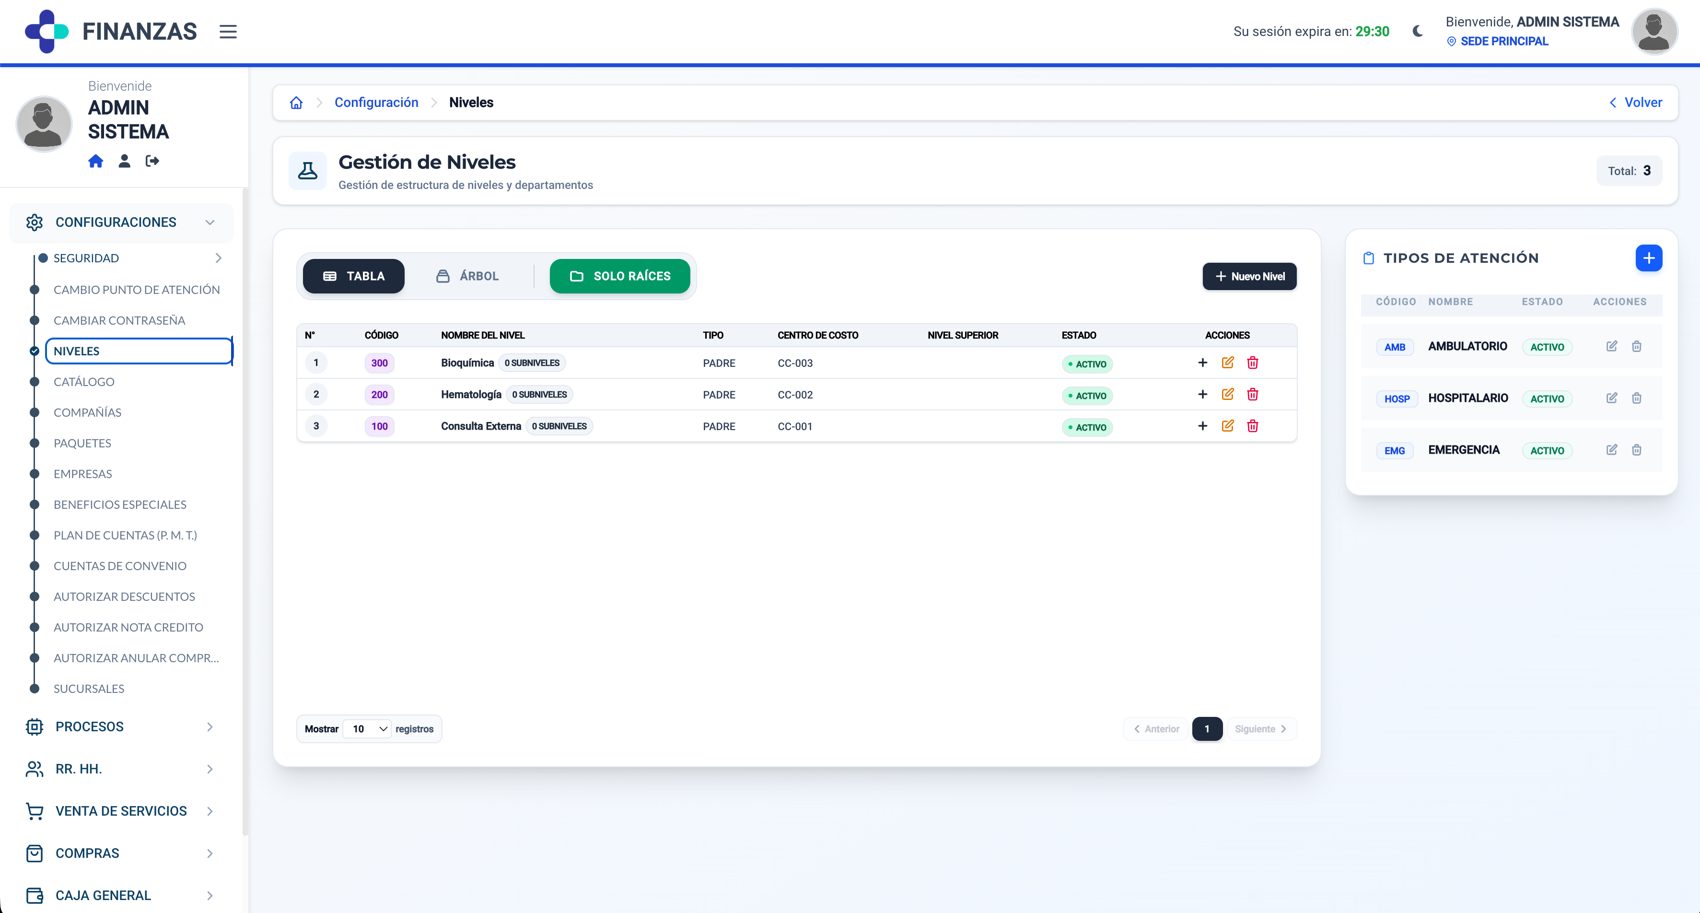 FINANZAS
Su sesión expira en: 29:30
Bienvenide, ADMIN SISTEMA
SEDE PRINCIPAL
Bienvenide
ADMIN
SISTEMA
CONFIGURACIONES
SEGURIDAD
CAMBIO PUNTO DE ATENCIÓN
CAMBIAR CONTRASEÑA
NIVELES
CATÁLOGO
COMPAÑÍAS
PAQUETES
EMPRESAS
BENEFICIOS ESPECIALES
PLAN DE CUENTAS (P. M. T.)
CUENTAS DE CONVENIO
AUTORIZAR DESCUENTOS
AUTORIZAR NOTA CREDITO
AUTORIZAR ANULAR COMPR...
SUCURSALES
PROCESOS
RR. HH.
VENTA DE SERVICIOS
COMPRAS
CAJA GENERAL
Configuración Niveles
Volver
Gestión de Niveles
Gestión de estructura de niveles y departamentos
Total: 3
TABLA ÁRBOL SOLO RAÍCES
Nuevo Nivel
N° CÓDIGO NOMBRE DEL NIVEL TIPO CENTRO DE COSTO NIVEL SUPERIOR ESTADO ACCIONES
1 300 Bioquímica 0 SUBNIVELES PADRE CC-003 ACTIVO
2 200 Hematología 0 SUBNIVELES PADRE CC-002 ACTIVO
3 100 Consulta Externa 0 SUBNIVELES PADRE CC-001 ACTIVO
Mostrar 10 registros
Anterior 1 Siguiente
TIPOS DE ATENCIÓN
CÓDIGO NOMBRE ESTADO ACCIONES
AMB AMBULATORIO ACTIVO
HOSP HOSPITALARIO ACTIVO
EMG EMERGENCIA ACTIVO